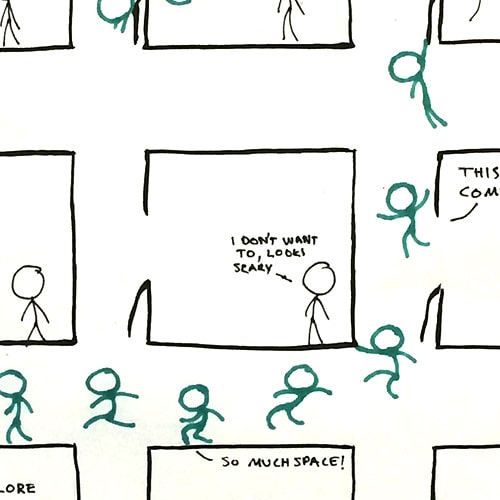 THIS
COM
I DON'T WANT
TO, LOOKS
SCARY
SO MUCH SPACE!
LORE